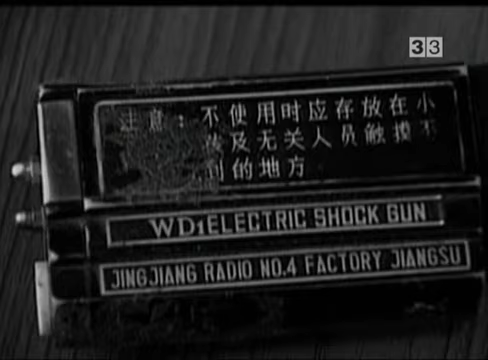 33
注意：不使用时应存放在小
孩及无关人员触摸不
到的地方
WD1ELECTRIC SHOCK GUN
JINGJIANG RADIO NO.4 FACTORY JIANGSU